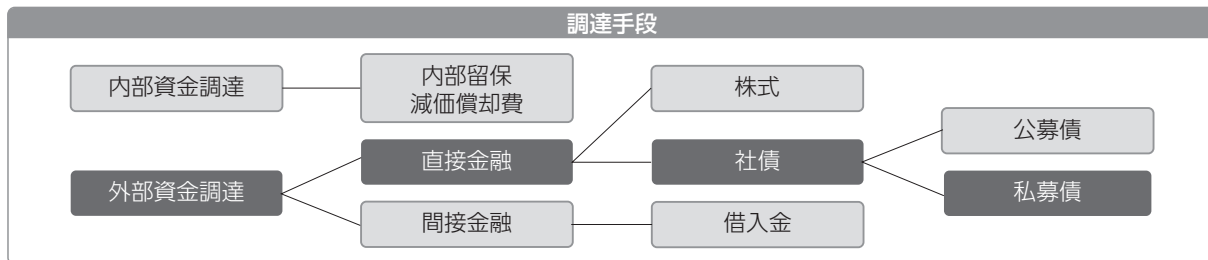 調達手段
内部資金調達
内部留保
減価償却費
株式
公募債
直接金融
社債
外部資金調達
私募債
間接金融
借入金